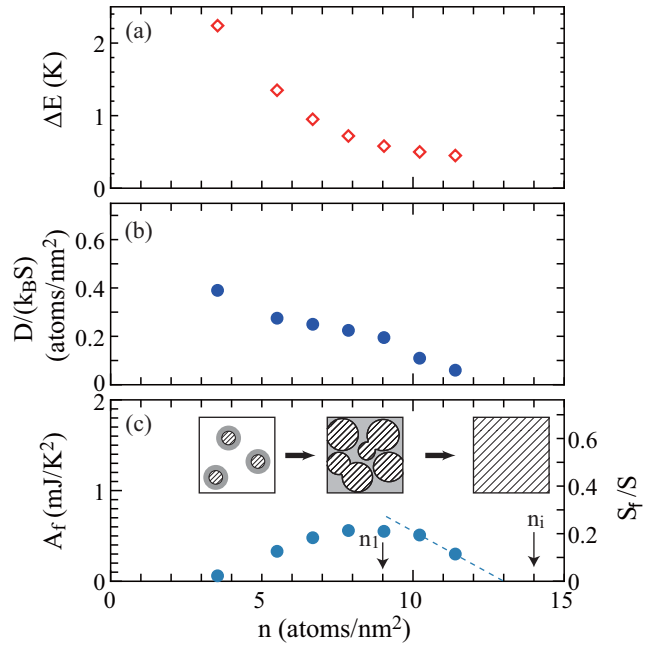 (a)
ΔE (K)
2
1
0
(b)
D/(k_BS)
(atoms/nm²)
0.6
0.4
0.2
0
(c)
A_f (mJ/K²)
2
1
0
n₁
n_i
0.6
0.4
0.2
0
S_f/S
0 5 10 15
n (atoms/nm²)